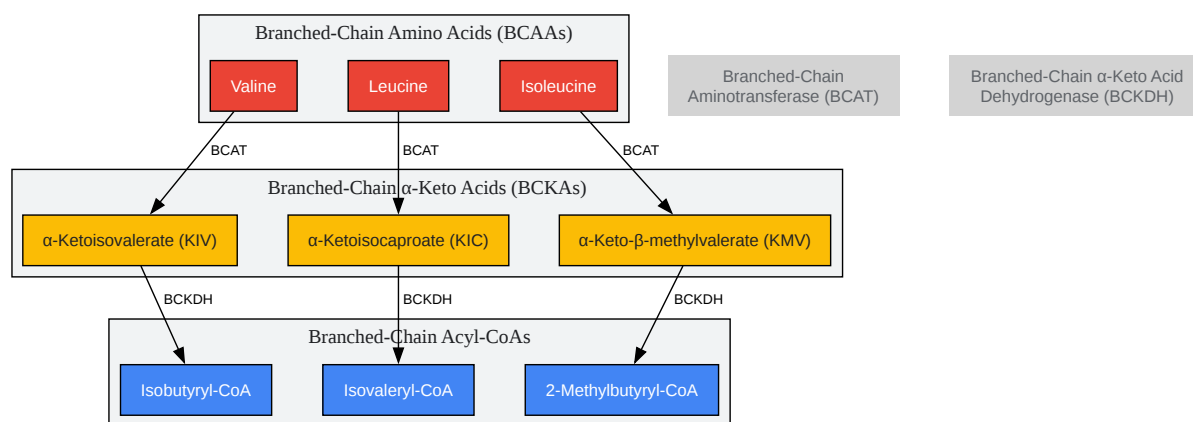 Branched-Chain Amino Acids (BCAAs)
Valine
Leucine
Isoleucine
Branched-Chain
Aminotransferase (BCAT)
Branched-Chain α-Keto Acid
Dehydrogenase (BCKDH)
BCAT
BCAT
BCAT
Branched-Chain α-Keto Acids (BCKAs)
α-Ketoisovalerate (KIV)
α-Ketoisocaproate (KIC)
α-Keto-β-methylvalerate (KMV)
BCKDH
BCKDH
BCKDH
Branched-Chain Acyl-CoAs
Isobutyryl-CoA
Isovaleryl-CoA
2-Methylbutyryl-CoA